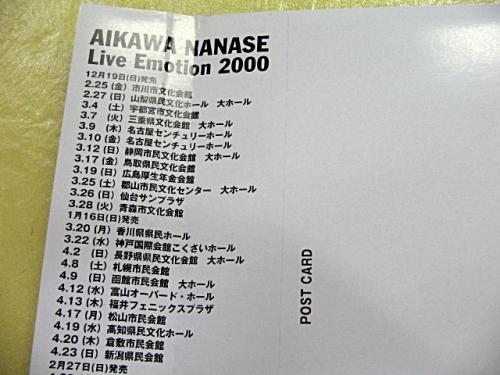 AIKAWA NANASE
Live Emotion 2000
12月19日(日)発売
2.25 (金) 市川市文化会館
2.27 (日) 山梨県民文化ホール 大ホール
3.4 (土) 宇都宮市文化会館
3.7 (火) 三重県文化会館 大ホール
3.9 (木) 名古屋センチュリーホール
3.10 (金) 名古屋センチュリーホール
3.12 (日) 静岡市民文化会館 大ホール
3.17 (金) 鳥取県民文化会館
3.19 (日) 広島厚生年金会館
3.25 (土) 郡山市民文化センター 大ホール
3.26 (日) 仙台サンプラザ
3.28 (火) 青森市文化会館
1月16日(日)発売
3.20 (月) 香川県県民ホール
3.22 (水) 神戸国際会館こくさいホール
4.2 (日) 長野県県民文化会館 大ホール
4.8 (土) 札幌市民会館
4.9 (日) 函館市民会館 大ホール
4.12 (水) 富山オーバード・ホール
4.13 (木) 福井フェニックスプラザ
4.17 (月) 松山市民会館
4.19 (水) 高知県民文化ホール
4.20 (木) 倉敷市民会館
4.23 (日) 新潟県民会館
2月27日(日)発売
POST CARD